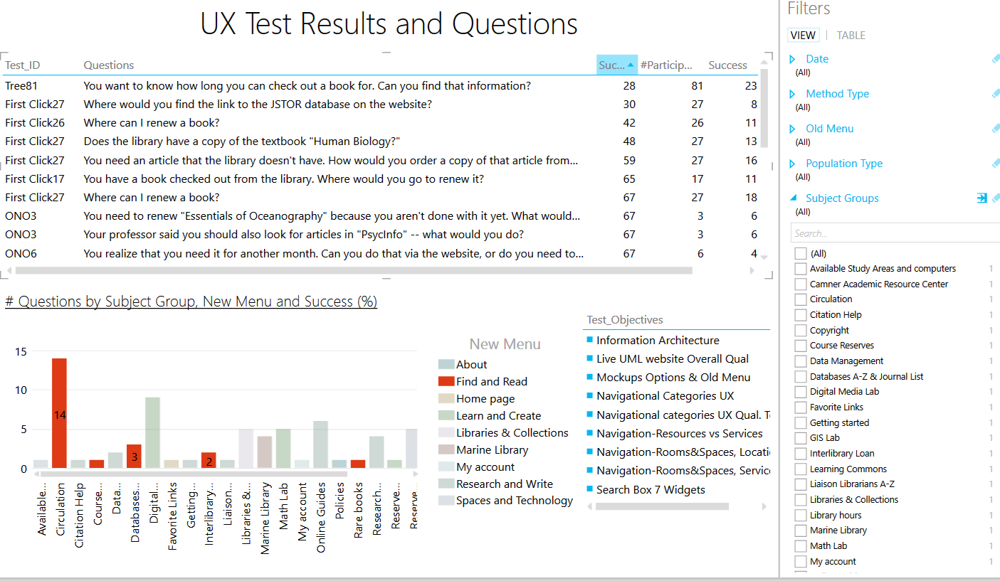 UX Test Results and Questions
Test_ID Questions Suc... #Particip... Success
Tree81 You want to know how long you can check out a book for. Can you find that information? 28 81 23
First Click27 Where would you find the link to the JSTOR database on the website? 30 27 8
First Click26 Where can I renew a book? 42 26 11
First Click27 Does the library have a copy of the textbook "Human Biology?" 48 27 13
First Click27 You need an article that the library doesn't have. How would you order a copy of that article from... 59 27 16
First Click17 You have a book checked out from the library. Where would you go to renew it? 65 17 11
First Click27 Where can I renew a book? 67 27 18
ONO3 You need to renew "Essentials of Oceanography" because you aren't done with it yet. What would... 67 3 6
ONO3 Your professor said you should also look for articles in "PsycInfo" -- what would you do? 67 3 6
ONO6 You realize that you need it for another month. Can you do that via the website, or do you need to... 67 6 4
# Questions by Subject Group, New Menu and Success (%)
15
10
5
0
14
3
2
Available...
Circulation
Citation Help
Course...
Data...
Databases...
Digital...
Favorite Links
Getting...
Interlibrary...
Liaison...
Libraries &...
Marine Library
Math Lab
My account
Online Guides
Policies
Rare books
Research...
Reserve...
Reserve
New Menu
About
Find and Read
Home page
Learn and Create
Libraries & Collections
Marine Library
My account
Research and Write
Spaces and Technology
Test_Objectives
Information Architecture
Live UML website Overall Qual
Mockups Options & Old Menu
Navigational Categories UX
Navigational categories UX Qual. T
Navigation-Resources vs Services
Navigation-Rooms&Spaces, Locati
Navigation-Rooms&Spaces, Servic
Search Box 7 Widgets
Filters
VIEW | TABLE
Date
(All)
Method Type
(All)
Old Menu
(All)
Population Type
(All)
Subject Groups
(All)
Search...
(All)
Available Study Areas and computers 1
Camner Academic Resource Center 1
Circulation 1
Citation Help 1
Copyright 1
Course Reserves 1
Data Management 1
Databases A-Z & Journal List 1
Digital Media Lab 1
Favorite Links 1
Getting started 1
GIS Lab 1
Interlibrary Loan 1
Learning Commons 1
Liaison Librarians A-Z 1
Libraries & Collections 1
Library hours 1
Marine Library 1
Math Lab 1
My account 1